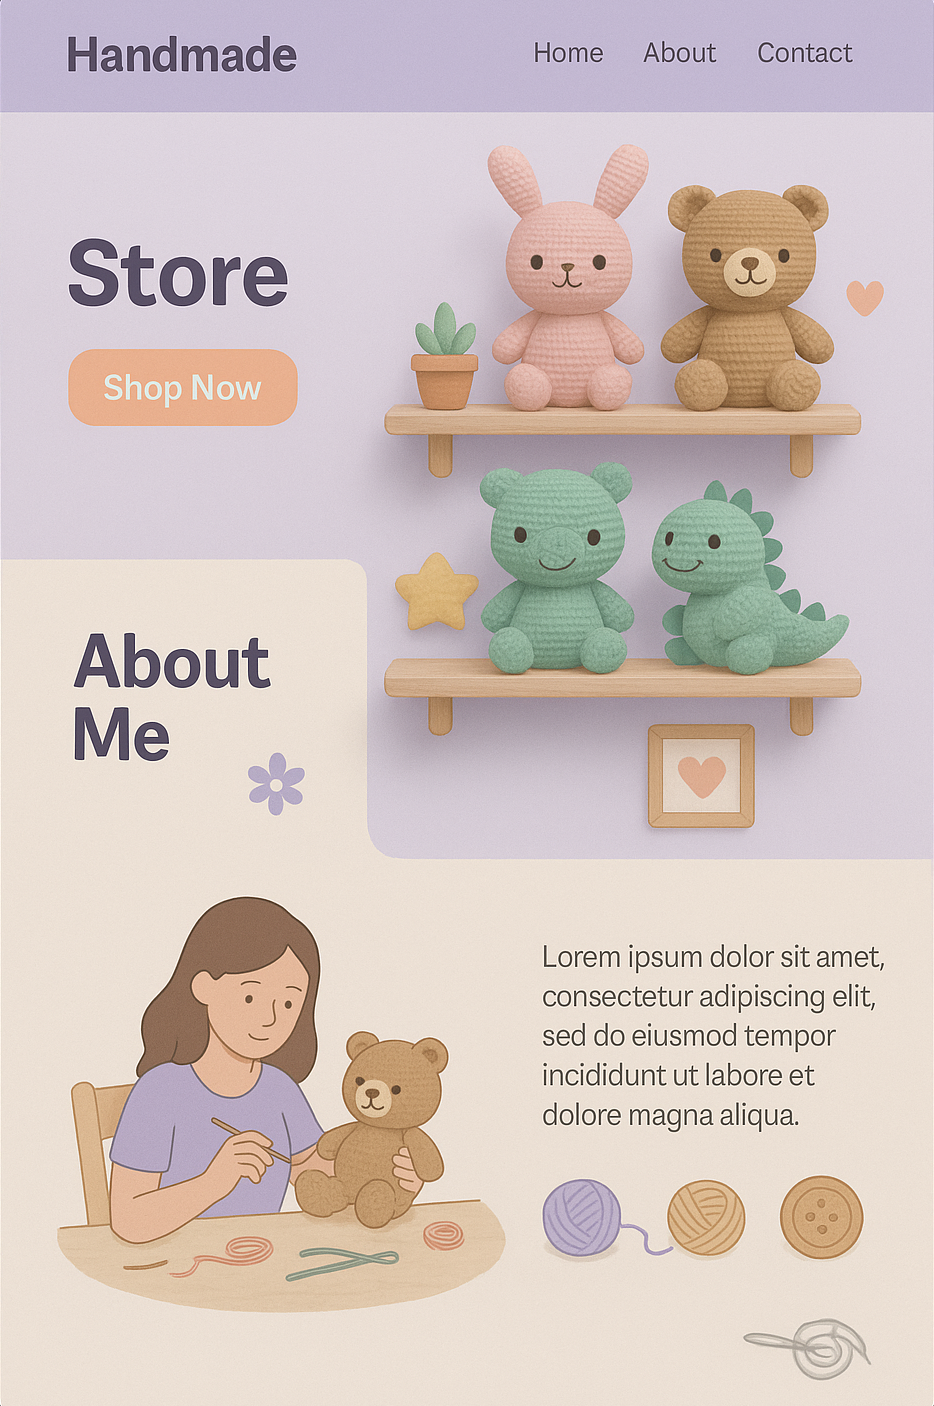 Handmade
Home About Contact
Store
Shop Now
About
Me
Lorem ipsum dolor sit amet,
consectetur adipiscing elit,
sed do eiusmod tempor
incididunt ut labore et
dolore magna aliqua.